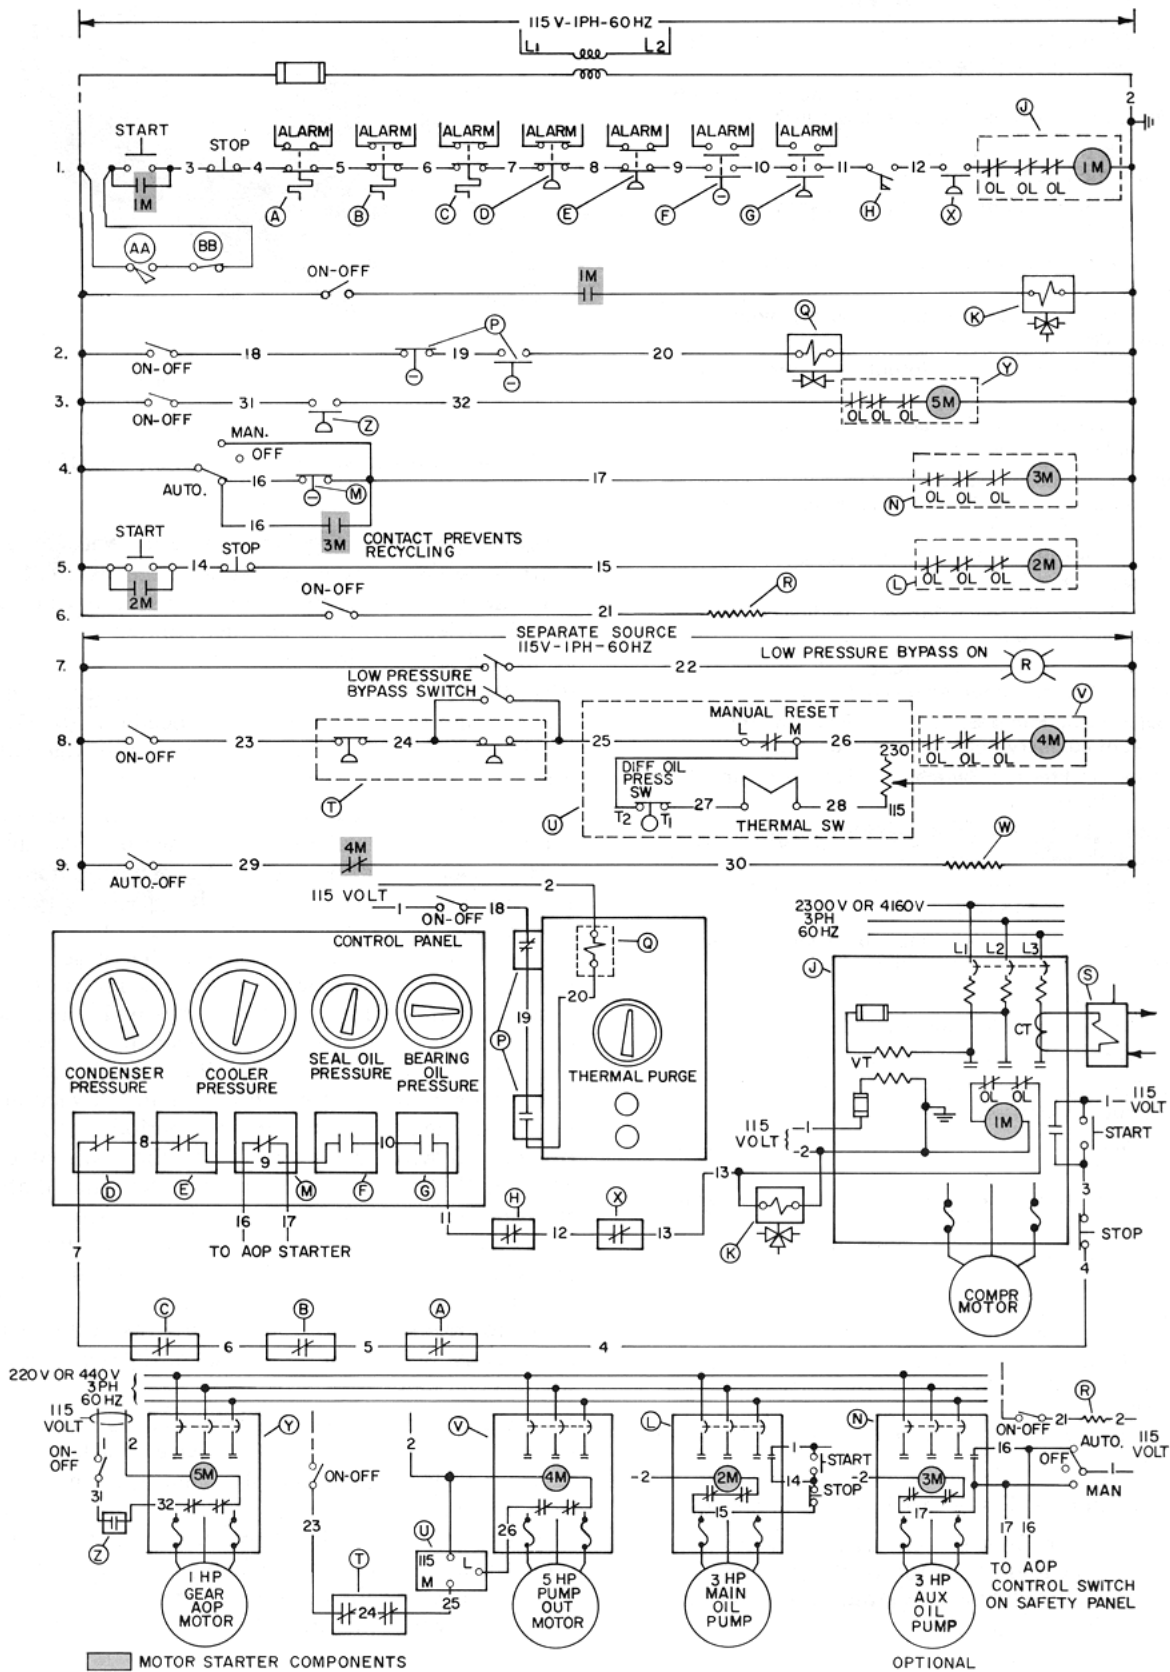 115V-1PH-60HZ
L1 L2
2
J
START STOP ALARM ALARM ALARM ALARM ALARM ALARM ALARM
1. 3 4 5 6 7 8 9 10 11 12 1M
1M OL OL OL
A B C D E F G H X
AA BB
ON-OFF 1M
K
P Q
2. 18 19 20
ON-OFF
Y
3. 31 32 5M
ON-OFF Z OL OL OL
MAN.
OFF
4. 16 17 3M
AUTO. M N OL OL OL
16
3M CONTACT PREVENTS
RECYCLING
START STOP
5. 14 15 2M
2M L OL OL OL
ON-OFF R
6. 21
SEPARATE SOURCE
115V-1PH-60HZ
7. 22 LOW PRESSURE BYPASS ON R
LOW PRESSURE
BYPASS SWITCH
MANUAL RESET V
L M
8. 23 24 25 26 4M
ON-OFF 230 OL OL OL
DIFF OIL
PRESS
SW
T U T2 T1 27 28 115
THERMAL SW
4M W
9. 29 30
AUTO.-OFF
115 VOLT 2
1 18
ON-OFF
CONTROL PANEL
Q
20
19
P
THERMAL PURGE
CONDENSER
PRESSURE
COOLER
PRESSURE
SEAL OIL
PRESSURE
BEARING
OIL
PRESSURE
8 9 10
D E M F G
16 17 11
TO AOP STARTER
7
H X
12 13
2300V OR 4160V
3PH
60HZ
L1 L2 L3
J S
CT
VT
OL OL
1M
115
VOLT
1
-2
13
K
1 115
VOLT
START
3
STOP
4
COMPR
MOTOR
C B A
6 5 4
220V OR 440V
3PH
60HZ
115
VOLT
ON-
OFF
1 2
31
Z
Y
5M
32
1 HP
GEAR
AOP
MOTOR
ON-OFF
23
T
24
2
U
115
M L
25
26
V
4M
5 HP
PUMP
OUT
MOTOR
L
-2 2M
1
14
START
STOP
15
3 HP
MAIN
OIL
PUMP
N
-2 3M
16
17
3 HP
AUX
OIL
PUMP
OPTIONAL
R
21 2
ON-OFF
AUTO. 115
VOLT
OFF
1
MAN
17 16
TO AOP
CONTROL SWITCH
ON SAFETY PANEL
MOTOR STARTER COMPONENTS